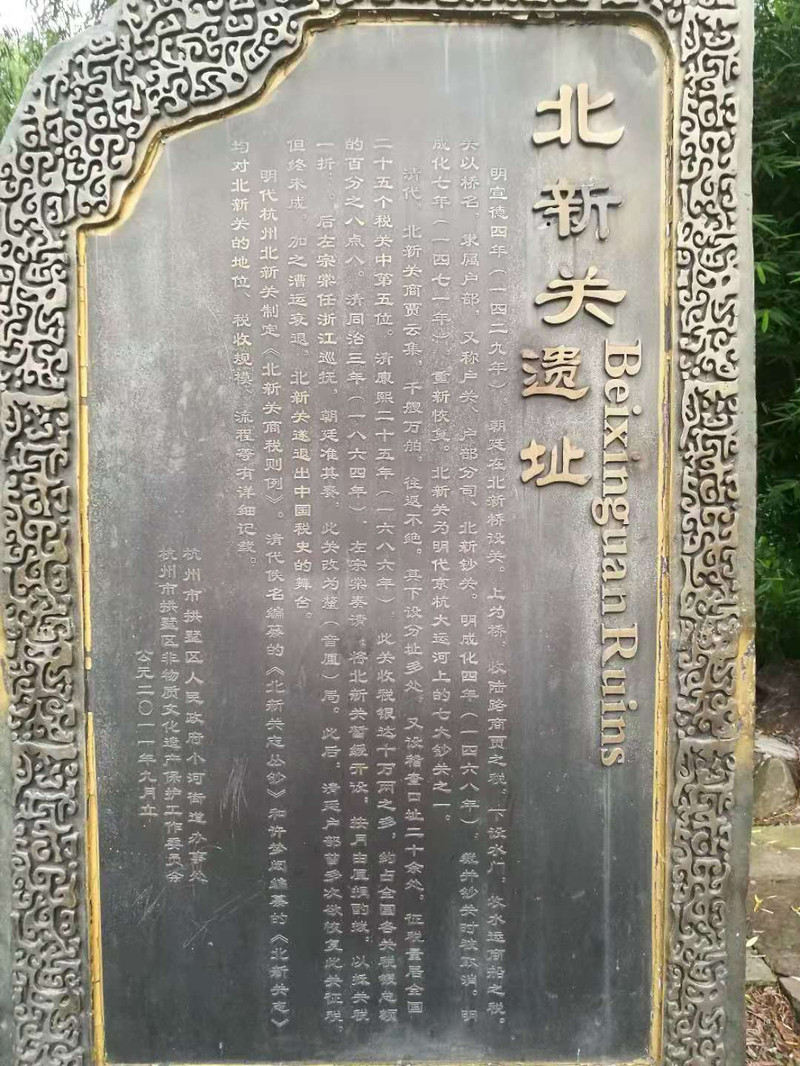 北新关遗址
Beixinguan Ruins
明宣德四年（一四二九年），朝廷在北新桥设关。上为桥，收陆路商贾之税。下设水门，收水运商船之税。
关以桥名，隶属户部，又称户关、户部分司、北新钞关。明成化四年（一四六八年），裁并钞关时被取消。明
成化七年（一四七一年），重新恢复。北新关为明代京杭大运河上的七大钞关之一。
清代，北新关商贾云集，千艘万舶，往返不绝。其下设分址多处，又设稽查口址二十余处，征税量居全国
二十五个税关中第五位。清康熙二十五年（一六八六年），此关收税银达十万两之多，约占全国各关税银总额
的百分之八点八。清同治三年（一八六四年），左宗棠奏请，将北新关暂缓开设，按月由厘捐酌拨，以抵关税
一折。后左宗棠任浙江巡抚，朝廷准其奏，此关改为厘（音厘）局。此后，清廷户部曾多次欲恢复此关征税，
但终未成。加之漕运衰退，北新关遂退出中国税史的舞台。
明代杭州北新关制定《北新关商税则例》。清代佚名编纂的《北新关志丛钞》和许梦闳编纂的《北新关志》
均对北新关的地位、税收规模、流程等有详细记载。
杭州市拱墅区人民政府小河街道办事处
杭州市拱墅区非物质文化遗产保护工作委员会
公元二〇一一年九月立